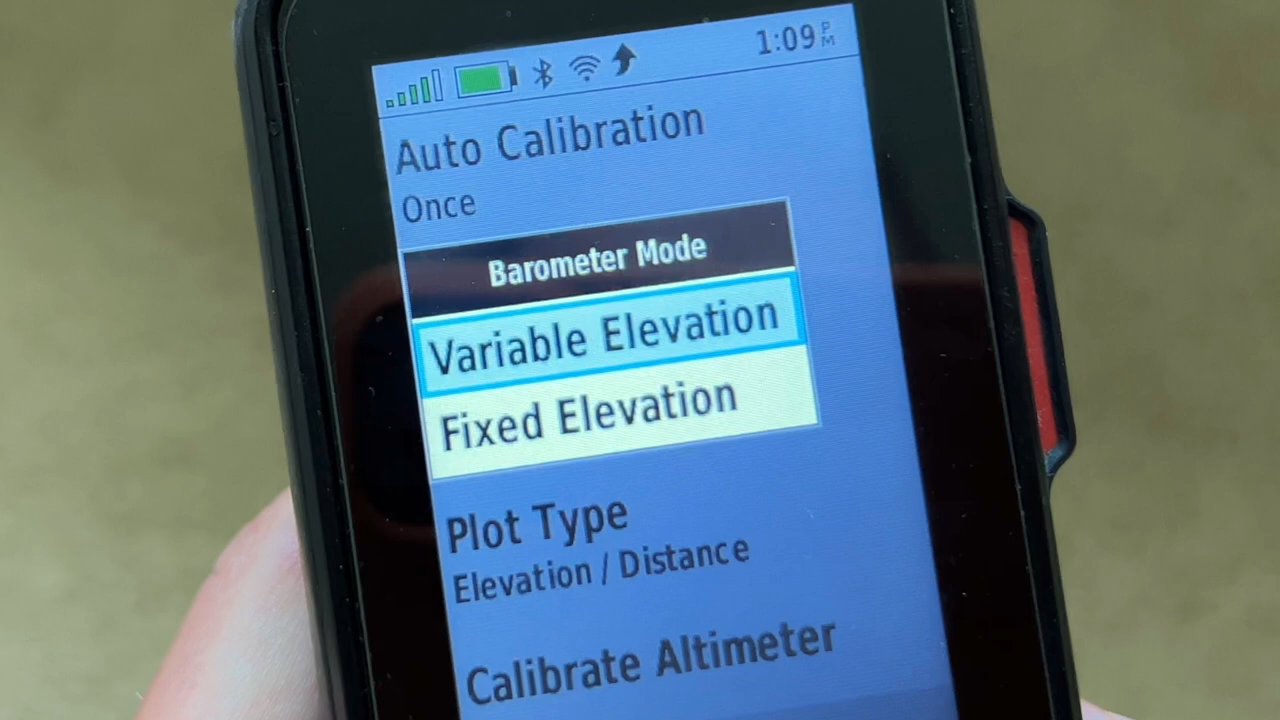 1:09 PM
Auto Calibration
Once
Barometer Mode
Variable Elevation
Fixed Elevation
Plot Type
Elevation / Distance
Calibrate Altimeter